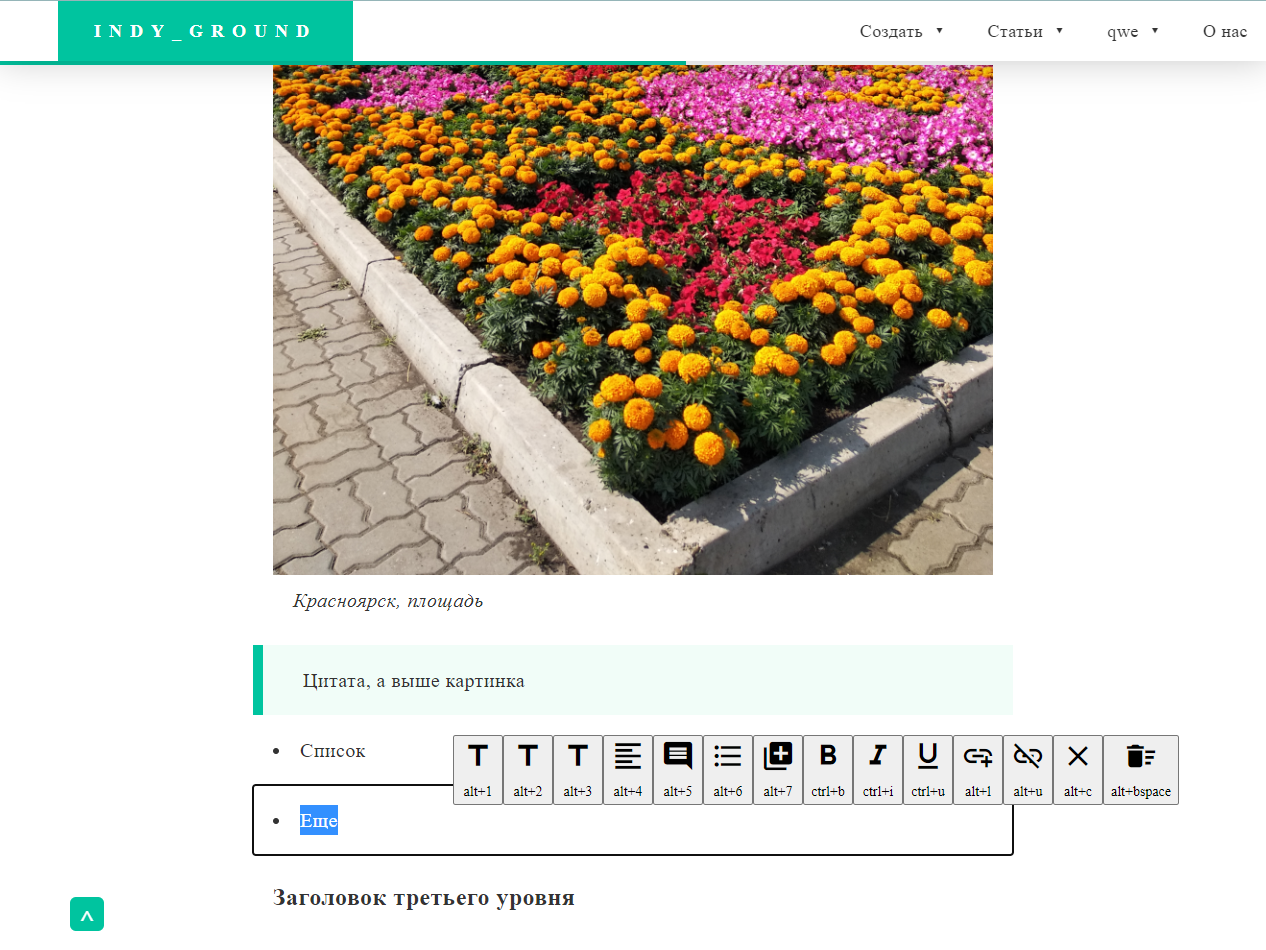 INDY_GROUND
Создать ▼ Статьи ▼ qwe ▼ О нас
Красноярск, площадь
Цитата, а выше картинка
• Список
T T T B I U
alt+1 alt+2 alt+3 alt+4 alt+5 alt+6 alt+7 ctrl+b ctrl+i ctrl+u alt+l alt+u alt+c alt+bspace
• Еще
Заголовок третьего уровня
^